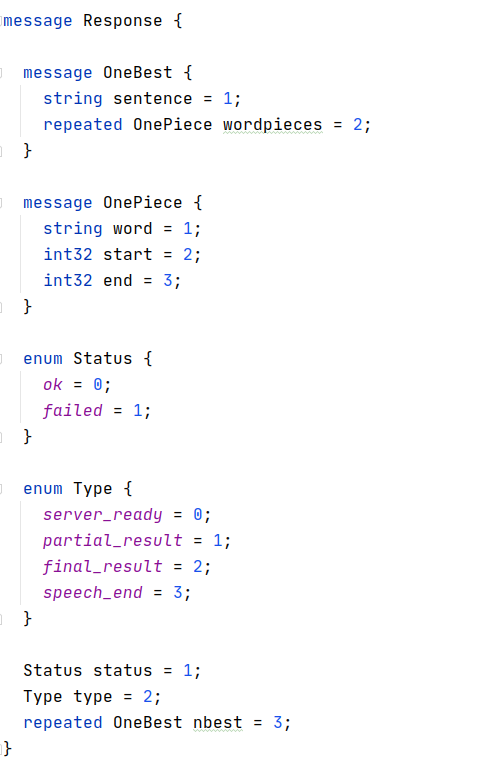 message Response {
message OneBest {
string sentence = 1;
repeated OnePiece wordpieces = 2;
}
message OnePiece {
string word = 1;
int32 start = 2;
int32 end = 3;
}
enum Status {
ok = 0;
failed = 1;
}
enum Type {
server_ready = 0;
partial_result = 1;
final_result = 2;
speech_end = 3;
}
Status status = 1;
Type type = 2;
repeated OneBest nbest = 3;
}